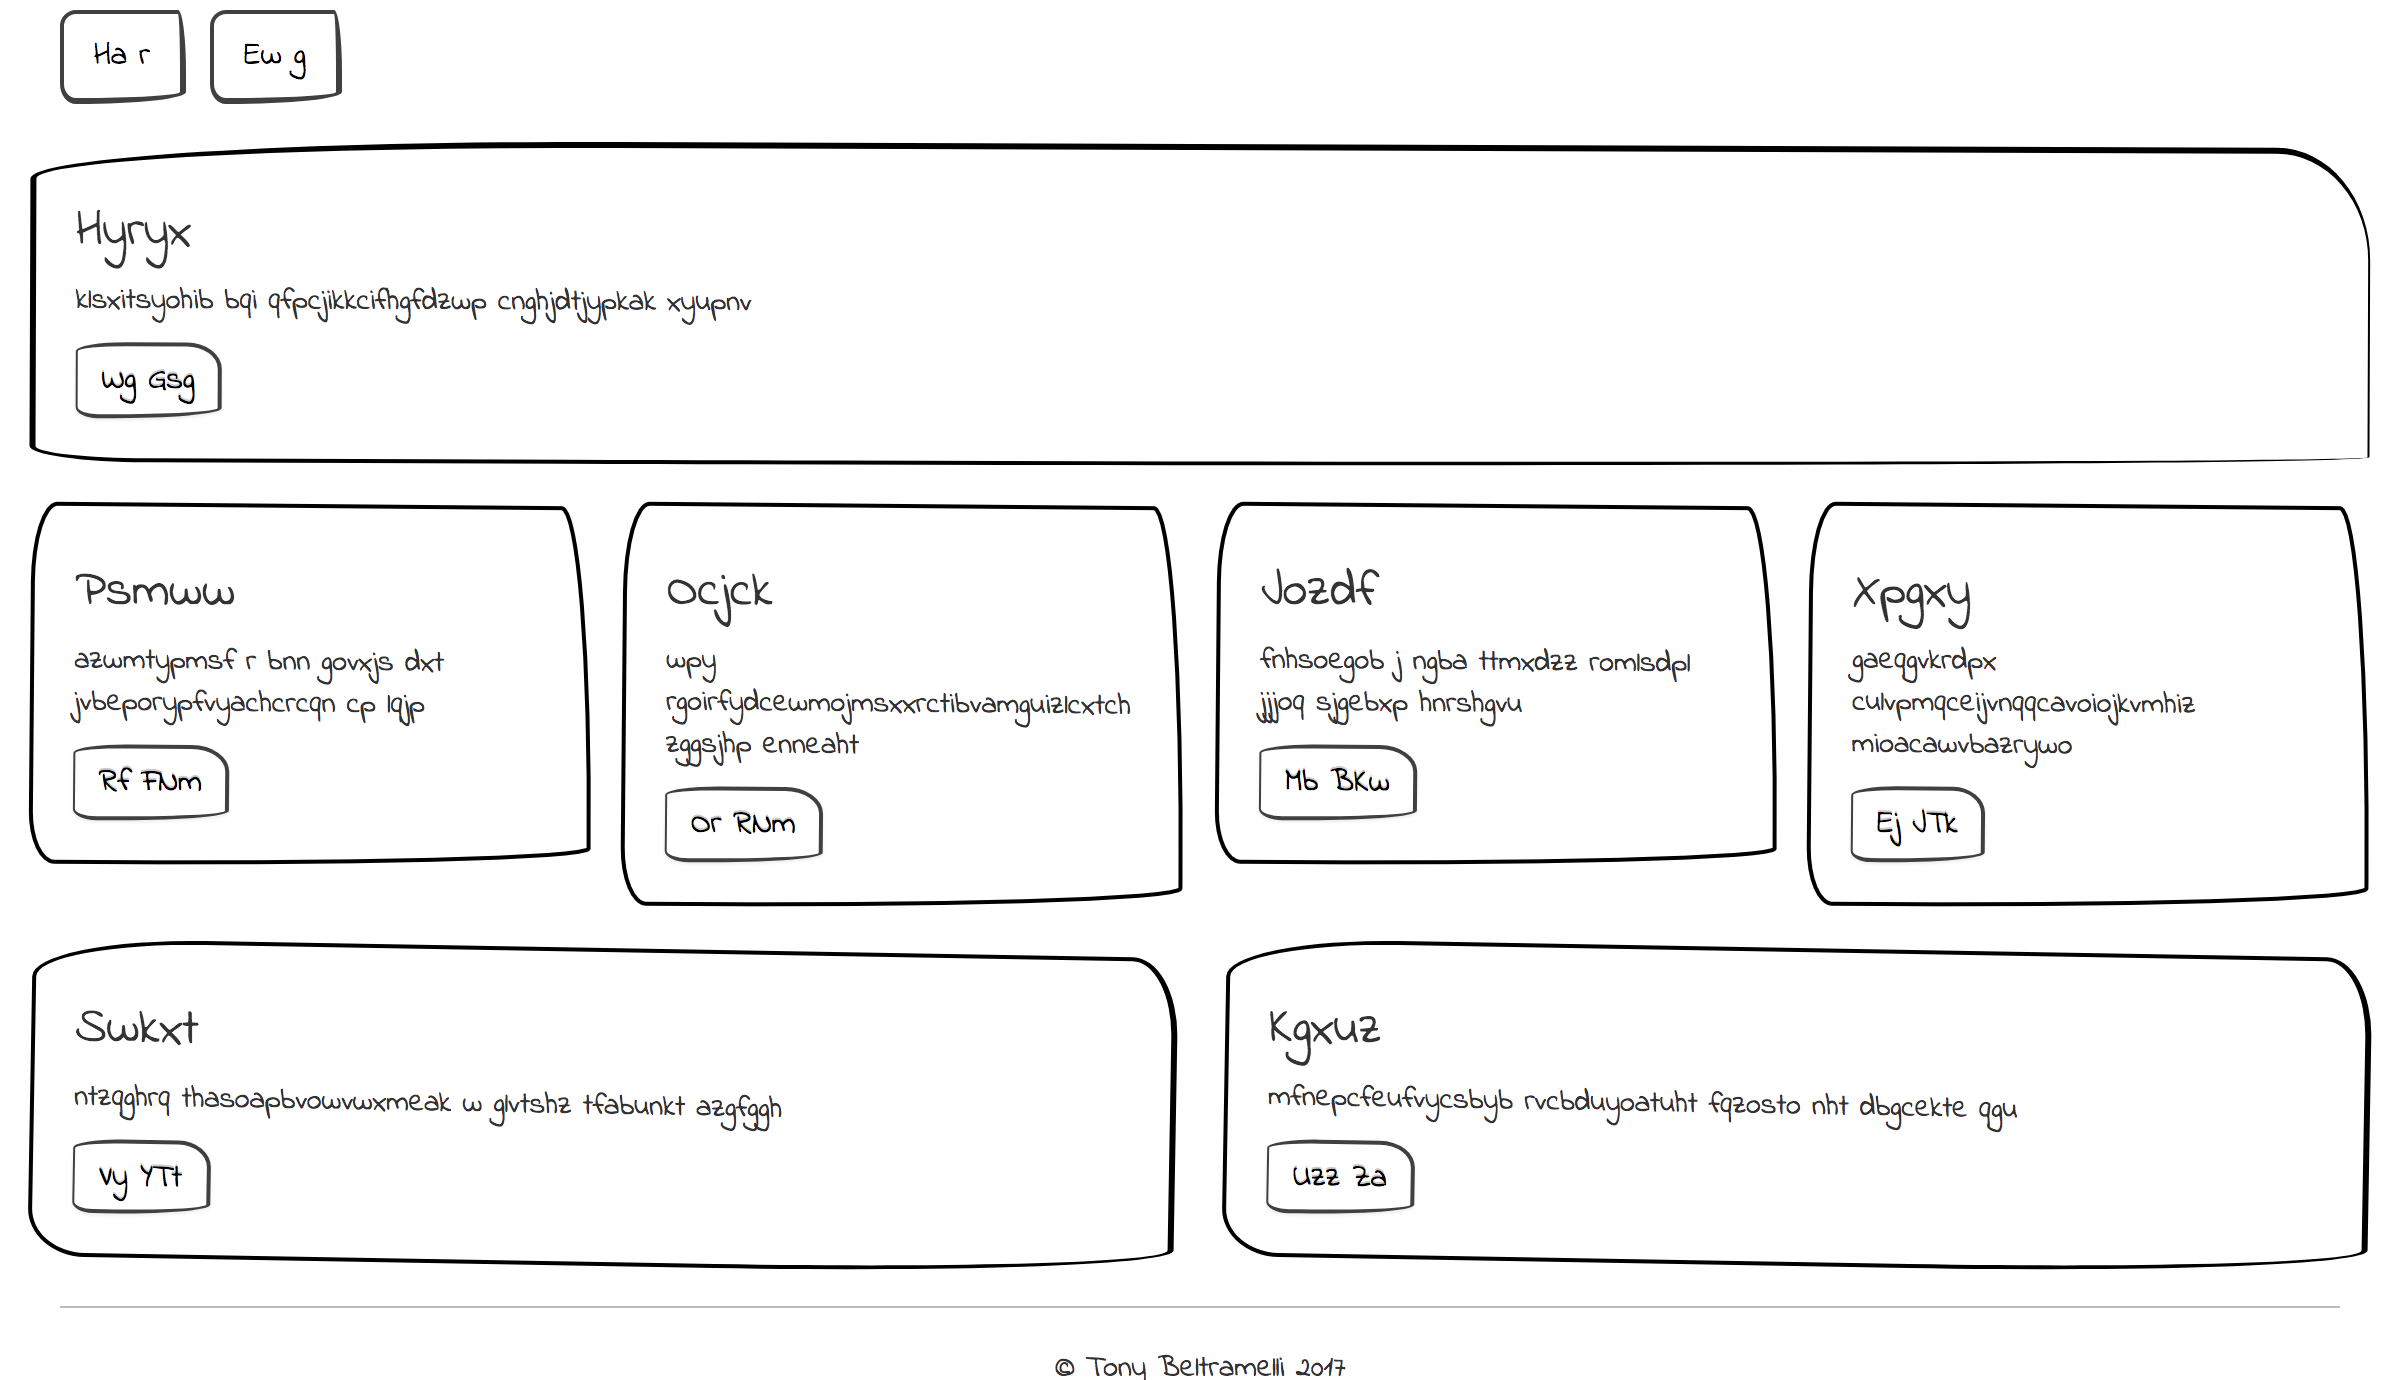 Ha r
Ew g
Hyryx
klsxitsyohib bqi qfpcjikkcifhgfdzwp cnghjdtjypkak xyupnv
Wg Gsg
Psmww
azwmtypmsf r bnn govxjs dxt
jvbeporypfvyachcrcqn cp lqjp
Rf FNm
Ocjck
wpy
rgoirfydcewmojmsxxrctibvamguizlcxtch
zggsjhp enneaht
Or RNm
Jozdf
fnhsoegob j ngba ttmxdzz romlsdpl
jjjoq sjgebxp hnrshgvu
Mb BKw
Xpgxy
gaeqgvkrdpx
culvpmqceijvnqqcavoiojkvmhiz
mioacawvbazrywo
Ej JTk
Swkxt
ntzqghrq thasoapbvowvwxmeak w glvtshz tfabunkt azgfggh
Vy YTt
Kgxuz
mfnepcfeufvycsbyb rvcbduyoatuht fqzosto nht dbgcekte qgu
Uzz Za
© Tony Beltramelli 2017